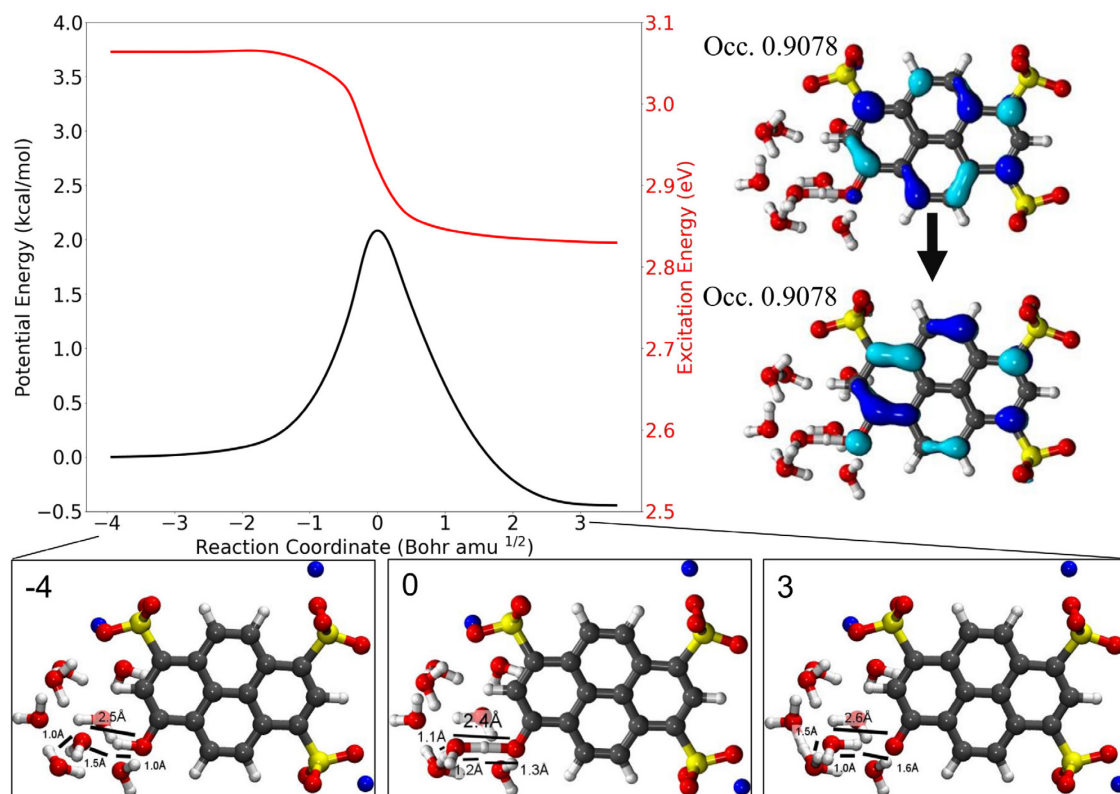 4.0
3.5
3.0
2.5
2.0
1.5
1.0
0.5
0.0
−0.5
Potential Energy (kcal/mol)
−4 −3 −2 −1 0 1 2 3
Reaction Coordinate (Bohr amu 1/2)
3.1
3.0
2.9
2.8
2.7
2.6
2.5
Excitation Energy (eV)
Occ. 0.9078
Occ. 0.9078
-4
2.5Å
1.0Å
1.5Å
1.0Å
0
2.4Å
1.1Å
1.2Å
1.3Å
3
2.6Å
1.5Å
1.0Å
1.6Å